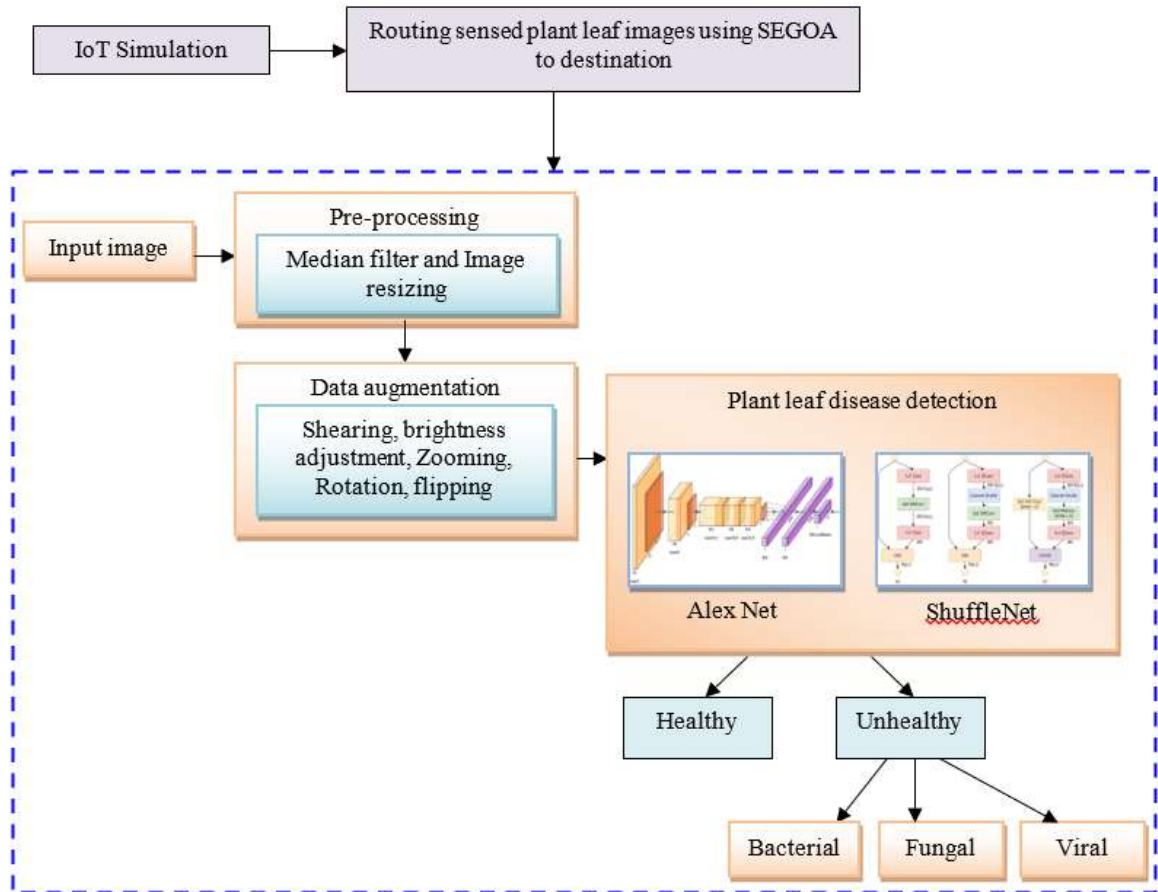 IoT Simulation
Routing sensed plant leaf images using SEGOA
to destination
Input image
Pre-processing
Median filter and Image
resizing
Data augmentation
Shearing, brightness
adjustment, Zooming,
Rotation, flipping
Plant leaf disease detection
Alex Net
ShuffleNet
Healthy
Unhealthy
Bacterial
Fungal
Viral